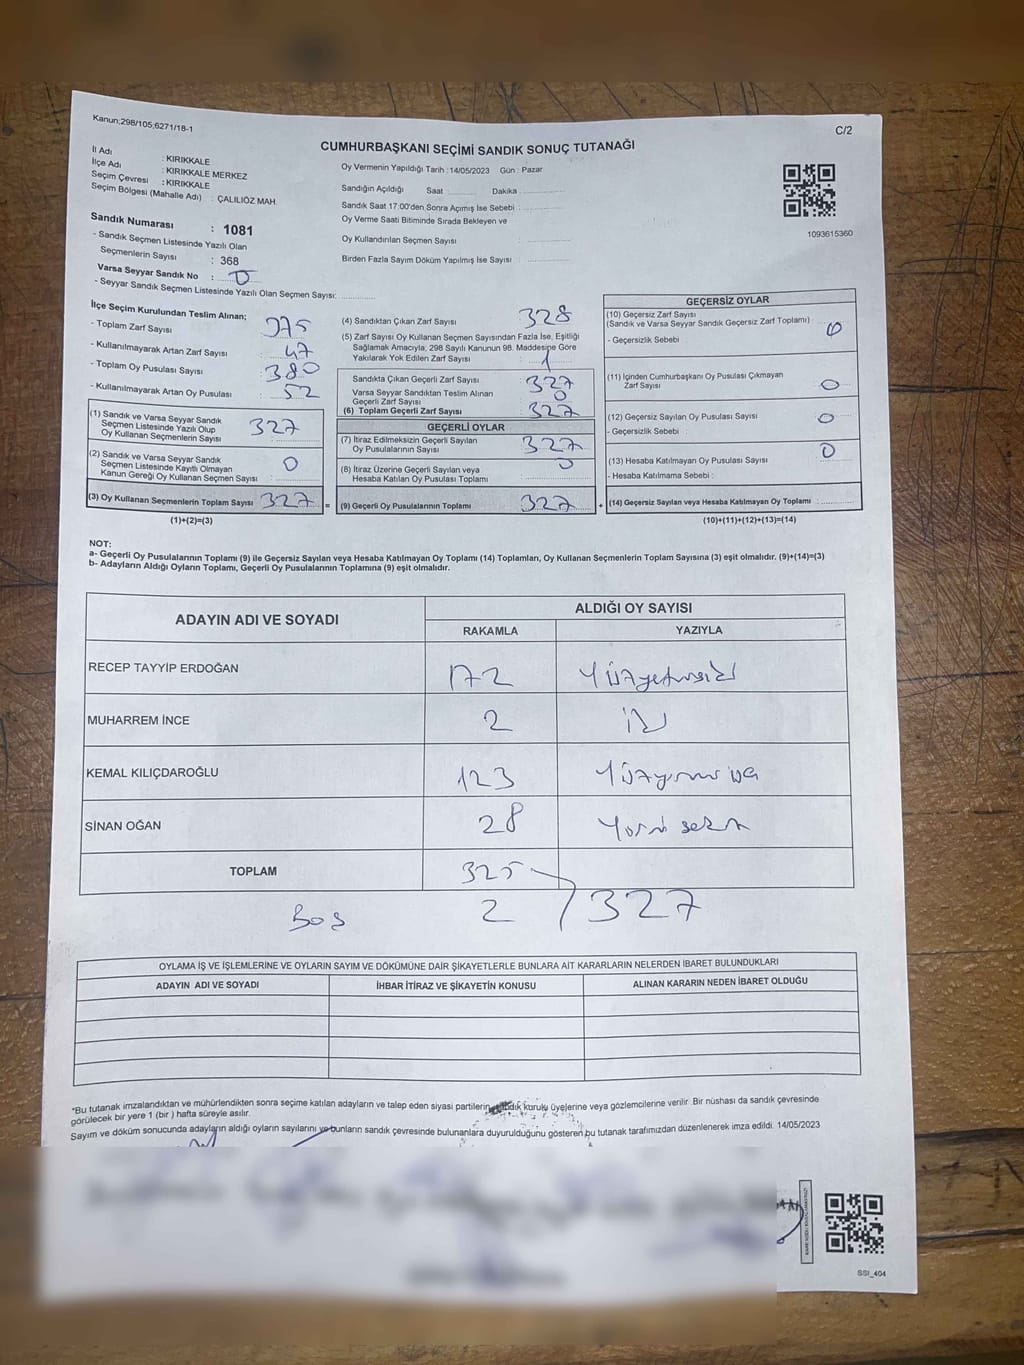 Kanun;298/105;6271/18-1
C/2
CUMHURBAŞKANI SEÇİMİ SANDIK SONUÇ TUTANAĞI
İl Adı : KIRIKKALE
İlçe Adı : KIRIKKALE MERKEZ
Seçim Çevresi : KIRIKKALE
Seçim Bölgesi (Mahalle Adı) : ÇALILIÖZ MAH.
Sandık Numarası : 1081
- Sandık Seçmen Listesinde Yazılı Olan
Seçmenlerin Sayısı : 368
Varsa Seyyar Sandık No : 0
- Seyyar Sandık Seçmen Listesinde Yazılı Olan Seçmen Sayısı:
Oy Vermenin Yapıldığı Tarih : 14/05/2023 Gün : Pazar
Sandığın Açıldığı Saat Dakika
Sandık Saat 17:00'den Sonra Açımış İse Sebebi :
Oy Verme Saati Bitiminde Sırada Bekleyen ve
Oy Kullandırılan Seçmen Sayısı :
Birden Fazla Sayım Döküm Yapılmış İse Sayısı :
1093615360
İlçe Seçim Kurulundan Teslim Alınan;
- Toplam Zarf Sayısı : 375
- Kullanılmayarak Artan Zarf Sayısı : 47
- Toplam Oy Pusulası Sayısı : 380
- Kullanılmayarak Artan Oy Pusulası : 52
(1) Sandık ve Varsa Seyyar Sandık
Seçmen Listesinde Yazılı Olup
Oy Kullanan Seçmenlerin Sayısı : 327
(2) Sandık ve Varsa Seyyar Sandık
Seçmen Listesinde Kayıtlı Olmayan
Kanun Gereği Oy Kullanan Seçmen Sayısı : 0
(3) Oy Kullanan Seçmenlerin Toplam Sayısı 327
(1)+(2)=(3)
(4) Sandıktan Çıkan Zarf Sayısı : 328
(5) Zarf Sayısı Oy Kullanan Seçmen Sayısından Fazla İse, Eşitliği
Sağlamak Amacıyla, 298 Sayılı Kanunun 98. Maddesine Göre
Yakılarak Yok Edilen Zarf Sayısı : 1
Sandıkta Çıkan Geçerli Zarf Sayısı : 327
Varsa Seyyar Sandıktan Teslim Alınan
Geçerli Zarf Sayısı : 0
(6) Toplam Geçerli Zarf Sayısı : 327
GEÇERLİ OYLAR
(7) İtiraz Edilmeksizin Geçerli Sayılan
Oy Pusulalarının Sayısı : 327
(8) İtiraz Üzerine Geçerli Sayılan veya
Hesaba Katılan Oy Pusulası Toplamı : 0
= (9) Geçerli Oy Pusulalarının Toplamı 327 +
GEÇERSİZ OYLAR
(10) Geçersiz Zarf Sayısı
(Sandık ve Varsa Seyyar Sandık Geçersiz Zarf Toplamı) : 0
- Geçersizlik Sebebi :
(11) İçinden Cumhurbaşkanı Oy Pusulası Çıkmayan
Zarf Sayısı : 0
(12) Geçersiz Sayılan Oy Pusulası Sayısı : 0
- Geçersizlik Sebebi :
(13) Hesaba Katılmayan Oy Pusulası Sayısı : 0
- Hesaba Katılmama Sebebi :
(14) Geçersiz Sayılan veya Hesaba Katılmayan Oy Toplamı :
(10)+(11)+(12)+(13)=(14)
NOT:
a- Geçerli Oy Pusulalarının Toplamı (9) ile Geçersiz Sayılan veya Hesaba Katılmayan Oy Toplamı (14) Toplamları, Oy Kullanan Seçmenlerin Toplam Sayısına (3) eşit olmalıdır. (9)+(14)=(3)
b- Adayların Aldığı Oyların Toplamı, Geçerli Oy Pusulalarının Toplamına (9) eşit olmalıdır.
ADAYIN ADI VE SOYADI
ALDIĞI OY SAYISI
RAKAMLA YAZIYLA
RECEP TAYYİP ERDOĞAN 172 Yüzyetmişiki
MUHARREM İNCE 2 iki
KEMAL KILIÇDAROĞLU 123 Yüzyirmiüç
SİNAN OĞAN 28 Yirmi sekiz
TOPLAM 325
Boş 2 327
OYLAMA İŞ VE İŞLEMLERİNE VE OYLARIN SAYIM VE DÖKÜMÜNE DAİR ŞİKAYETLERLE BUNLARA AİT KARARLARIN NELERDEN İBARET BULUNDUKLARI
ADAYIN ADI VE SOYADI İHBAR İTİRAZ VE ŞİKAYETİN KONUSU ALINAN KARARIN NEDEN İBARET OLDUĞU
*Bu tutanak imzalandıktan ve mühürlendikten sonra seçime katılan adayların ve talep eden siyasi partilerin kurulu üyelerine veya gözlemcilerine verilir. Bir nüshası da sandık çevresinde
görülecek bir yere 1 (bir ) hafta süreyle asılır.
Sayım ve döküm sonucunda adayların aldığı oyların sayılarını ve bunların sandık çevresinde bulunanlara duyurulduğunu gösteren bu tutanak tarafımızdan düzenlenerek imza edildi. 14/05/2023
SSI_404